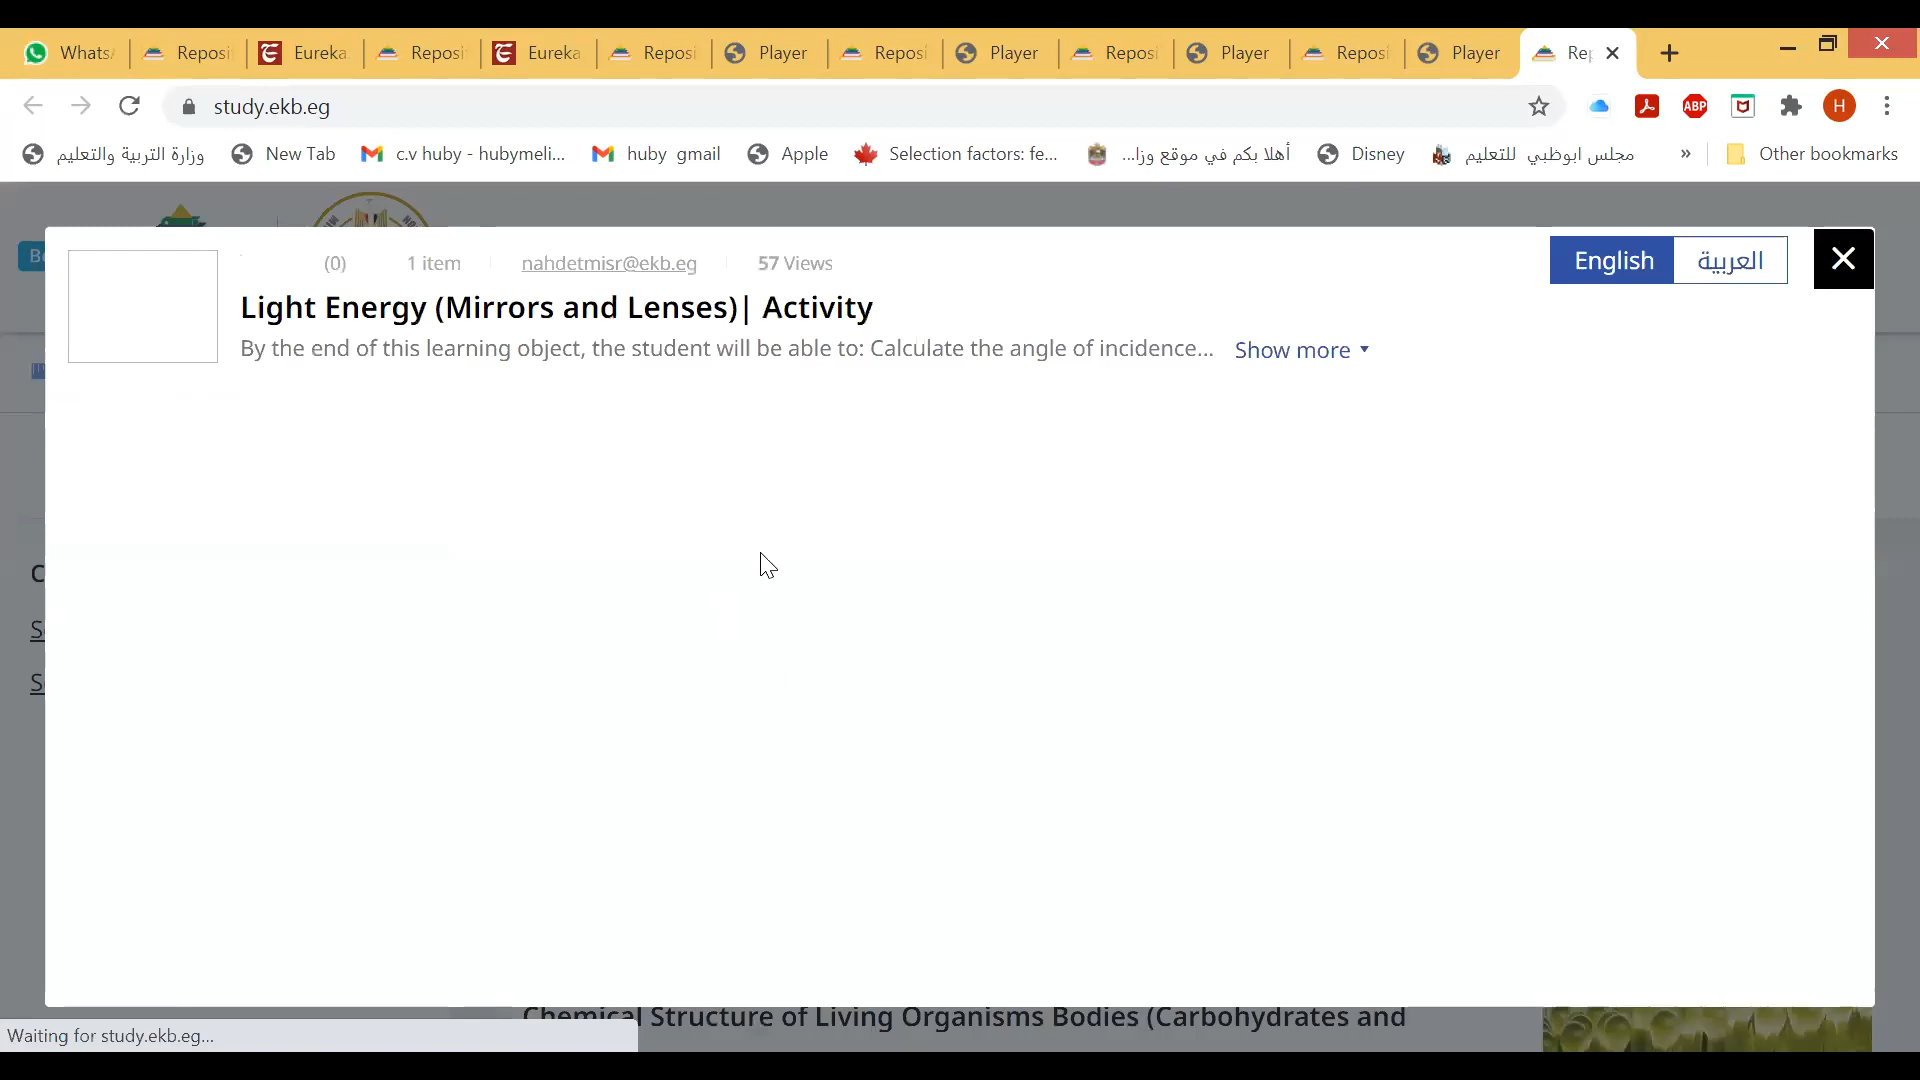 Whats Reposi Eureka Reposi Eureka Reposi Player Reposi Player Reposi Player Reposi Player Rep
study.ekb.eg
ABP
H
وزارة التربية والتعليم New Tab c.v huby - hubymeli... huby gmail Apple Selection factors: fe... أهلا بكم في موقع وزا... Disney مجلس ابوظبي للتعليم » Other bookmarks
(0) 1 item nahdetmisr@ekb.eg 57 Views
English العربية
Light Energy (Mirrors and Lenses)| Activity
By the end of this learning object, the student will be able to: Calculate the angle of incidence... Show more
Chemical Structure of Living Organisms Bodies (Carbohydrates and
Waiting for study.ekb.eg...